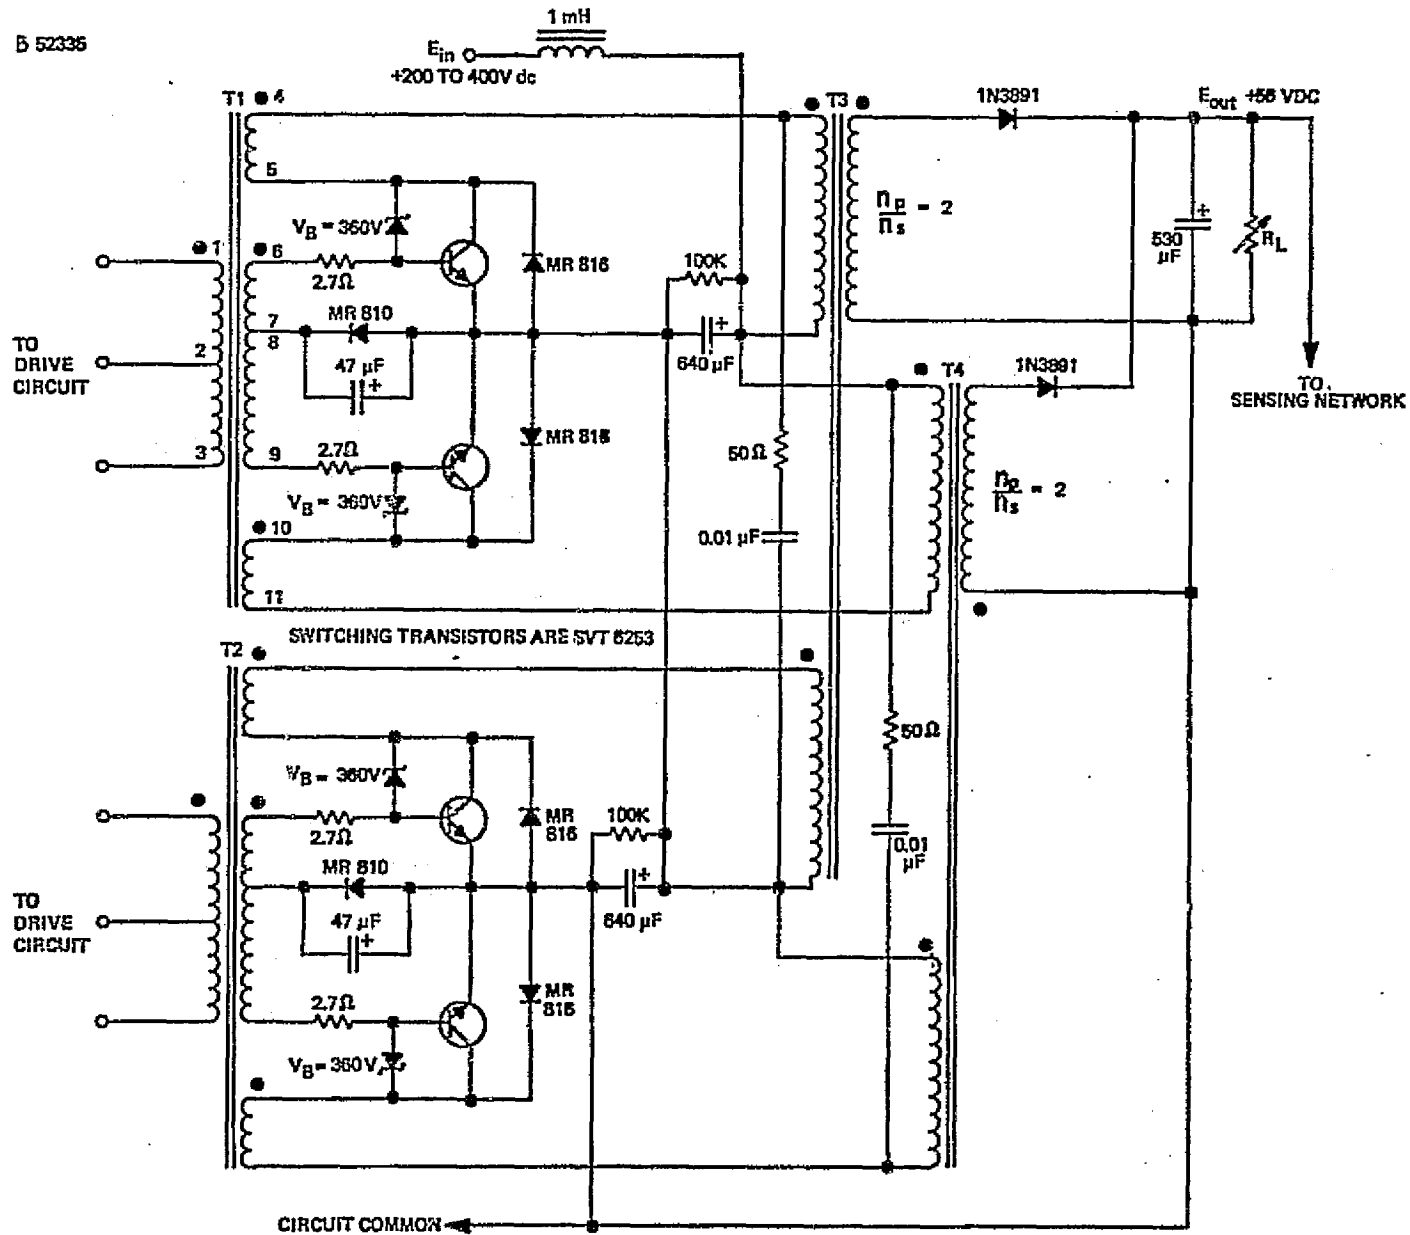 B 52335
1 mH
E_in
+200 TO 400V dc
T1
4
5
V_B = 360V
1
6
2.7Ω
MR 816
MR 810
7
8
47 µF
+
TO
DRIVE
CIRCUIT
2
3
2.7Ω
9
MR 816
V_B = 360V
10
11
100K
+
640 µF
T3
1N3891
E_out +56 VDC
n_p/n_s = 2
+
530
µF
R_L
T4
1N3891
TO
SENSING NETWORK
50Ω
0.01 µF
n_p/n_s = 2
SWITCHING TRANSISTORS ARE SVT 6253
T2
V_B = 360V
2.7Ω
MR
816
MR 810
47 µF
+
TO
DRIVE
CIRCUIT
100K
+
640 µF
50Ω
0.01
µF
2.7Ω
MR
816
V_B = 360V
CIRCUIT COMMON